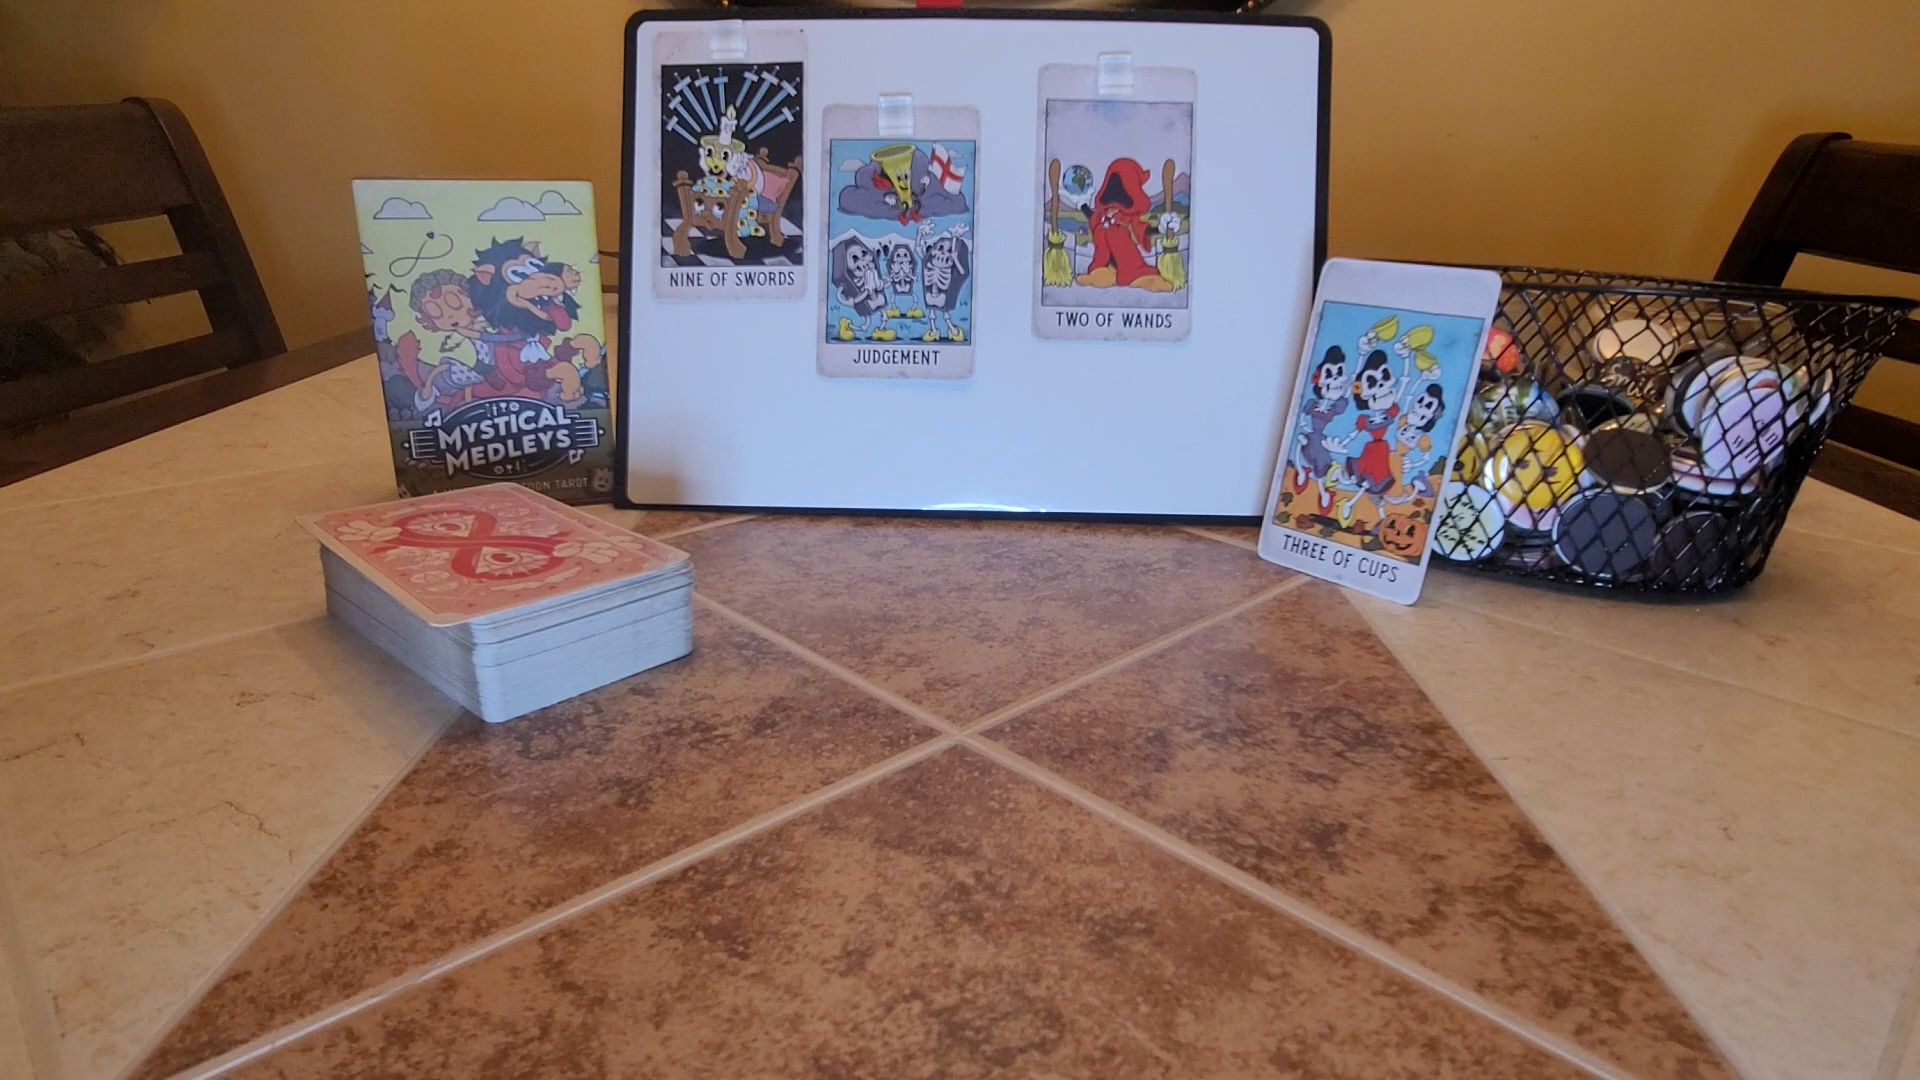 NINE OF SWORDS
JUDGEMENT
TWO OF WANDS
THREE OF CUPS
MYSTICAL
MEDLEYS
TOON TAROT